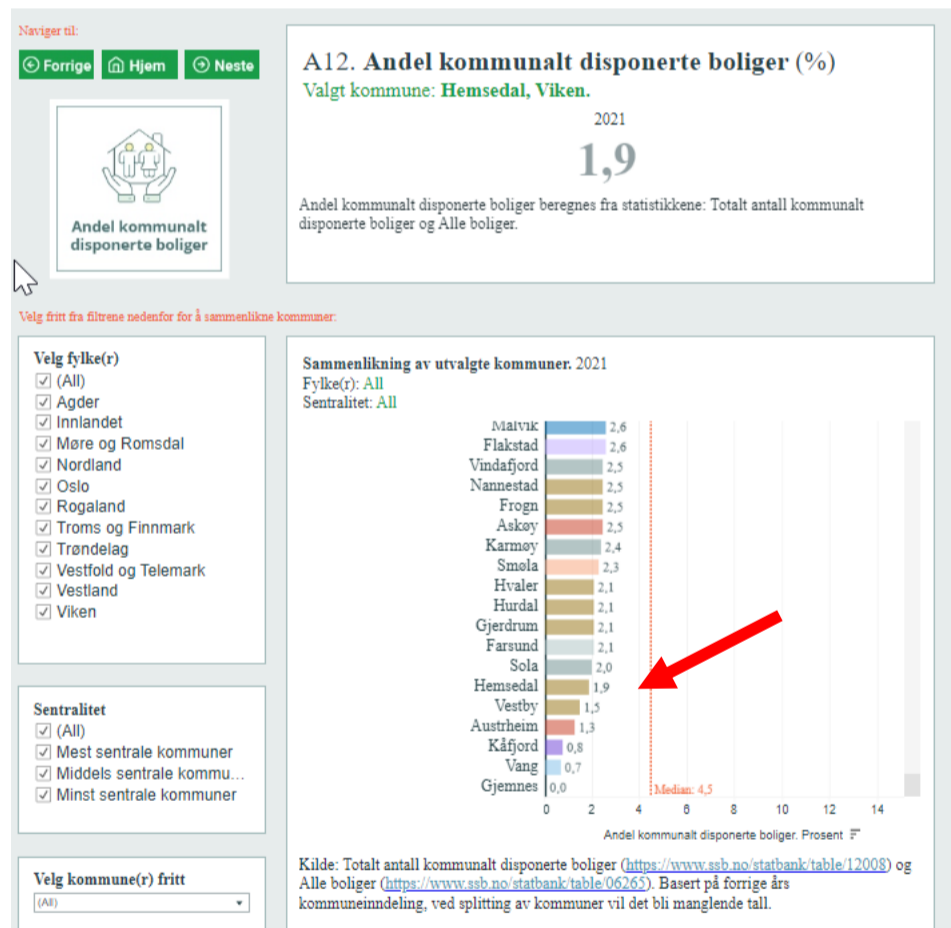 Naviger til:
Forrige
Hjem
Neste
Andel kommunalt
disponerte boliger
A12. Andel kommunalt disponerte boliger (%)
Valgt kommune: Hemsedal, Viken.
2021
1,9
Andel kommunalt disponerte boliger beregnes fra statistikkene: Totalt antall kommunalt
disponerte boliger og Alle boliger.
Velg fritt fra filtrene nedenfor for å sammenlikne kommuner:
Velg fylke(r)
(All)
Agder
Innlandet
Møre og Romsdal
Nordland
Oslo
Rogaland
Troms og Finnmark
Trøndelag
Vestfold og Telemark
Vestland
Viken
Sentralitet
(All)
Mest sentrale kommuner
Middels sentrale kommu...
Minst sentrale kommuner
Velg kommune(r) fritt
(All)
Sammenlikning av utvalgte kommuner. 2021
Fylke(r): All
Sentralitet: All
Malvik 2,6
Flakstad 2,6
Vindafjord 2,5
Nannestad 2,5
Frogn 2,5
Askøy 2,5
Karmøy 2,4
Smøla 2,3
Hvaler 2,1
Hurdal 2,1
Gjerdrum 2,1
Farsund 2,1
Sola 2,0
Hemsedal 1,9
Vestby 1,5
Austrheim 1,3
Kåfjord 0,8
Vang 0,7
Gjemnes 0,0
Median: 4,5
0 2 4 6 8 10 12 14
Andel kommunalt disponerte boliger. Prosent
Kilde: Totalt antall kommunalt disponerte boliger (https://www.ssb.no/statbank/table/12008) og
Alle boliger (https://www.ssb.no/statbank/table/06265). Basert på forrige års
kommuneinndeling, ved splitting av kommuner vil det bli manglende tall.